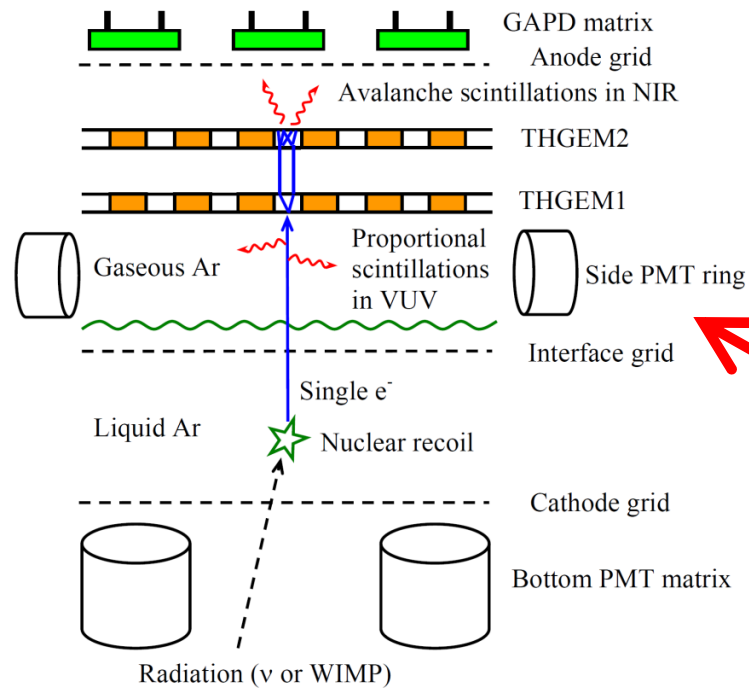 GAPD matrix
Anode grid
Avalanche scintillations in NIR
THGEM2
THGEM1
Gaseous Ar
Proportional
scintillations
in VUV
Side PMT ring
Interface grid
Single e⁻
Liquid Ar
Nuclear recoil
Cathode grid
Bottom PMT matrix
Radiation (ν or WIMP)